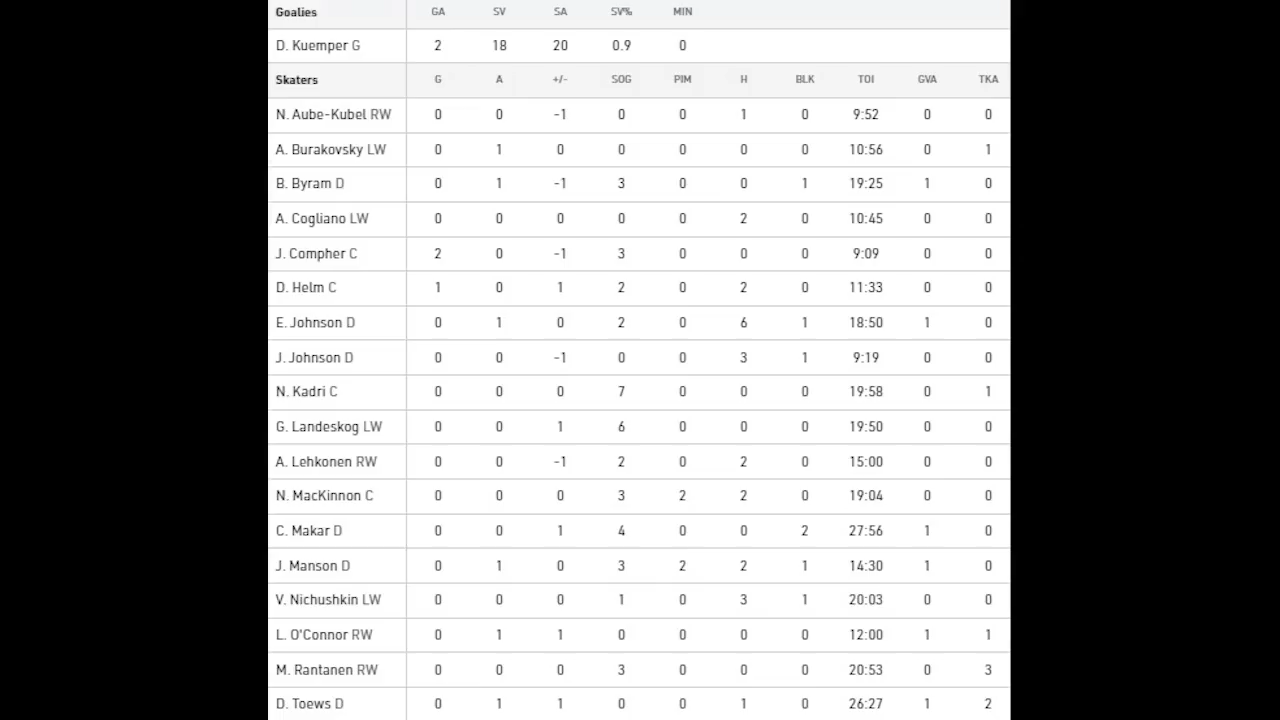 Goalies GA SV SA SV% MIN
D. Kuemper G 2 18 20 0.9 0
Skaters G A +/- SOG PIM H BLK TOI GVA TKA
N. Aube-Kubel RW 0 0 -1 0 0 1 0 9:52 0 0
A. Burakovsky LW 0 1 0 0 0 0 0 10:56 0 1
B. Byram D 0 1 -1 3 0 0 1 19:25 1 0
A. Cogliano LW 0 0 0 0 0 2 0 10:45 0 0
J. Compher C 2 0 -1 3 0 0 0 9:09 0 0
D. Helm C 1 0 1 2 0 2 0 11:33 0 0
E. Johnson D 0 1 0 2 0 6 1 18:50 1 0
J. Johnson D 0 0 -1 0 0 3 1 9:19 0 0
N. Kadri C 0 0 0 7 0 0 0 19:58 0 1
G. Landeskog LW 0 0 1 6 0 0 0 19:50 0 0
A. Lehkonen RW 0 0 -1 2 0 2 0 15:00 0 0
N. MacKinnon C 0 0 0 3 2 2 0 19:04 0 0
C. Makar D 0 0 1 4 0 0 2 27:56 1 0
J. Manson D 0 1 0 3 2 2 1 14:30 1 0
V. Nichushkin LW 0 0 0 1 0 3 1 20:03 0 0
L. O'Connor RW 0 1 1 0 0 0 0 12:00 1 1
M. Rantanen RW 0 0 0 3 0 0 0 20:53 0 3
D. Toews D 0 1 1 0 0 1 0 26:27 1 2